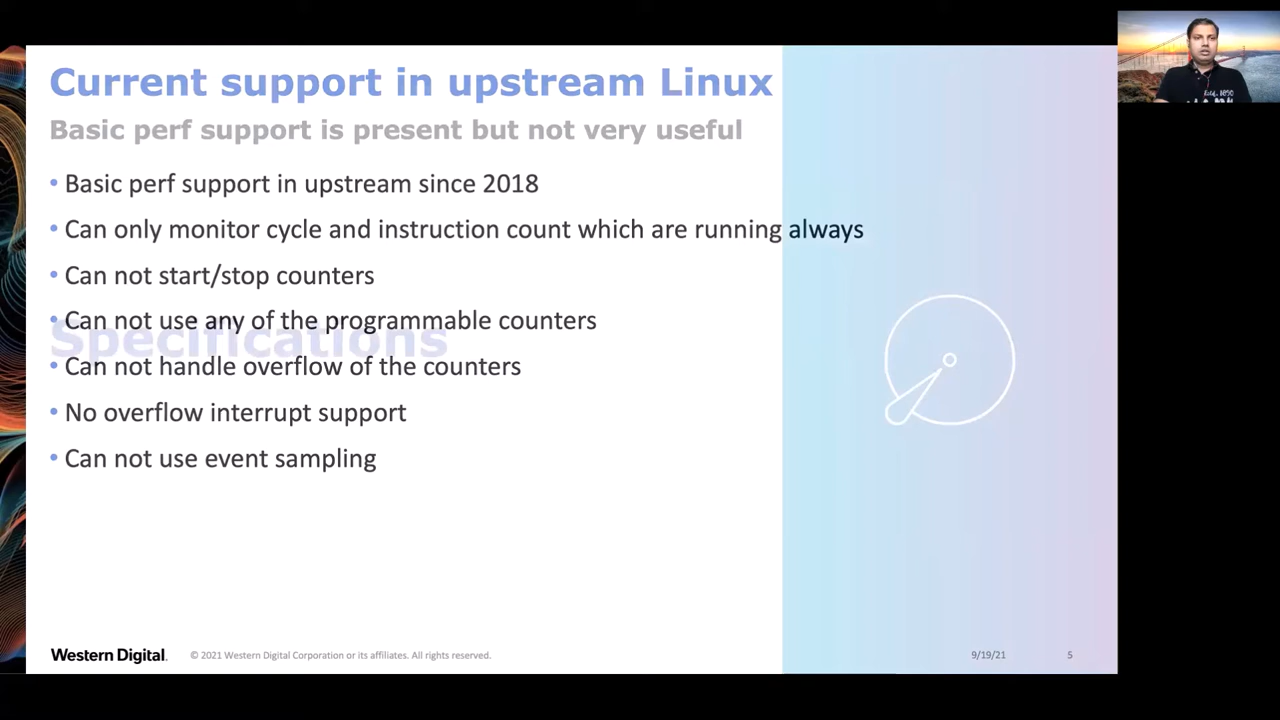 Current support in upstream Linux
Basic perf support is present but not very useful
• Basic perf support in upstream since 2018
• Can only monitor cycle and instruction count which are running always
• Can not start/stop counters
• Can not use any of the programmable counters
Specifications
• Can not handle overflow of the counters
• No overflow interrupt support
• Can not use event sampling
Western Digital.
© 2021 Western Digital Corporation or its affiliates. All rights reserved.
9/19/21
5